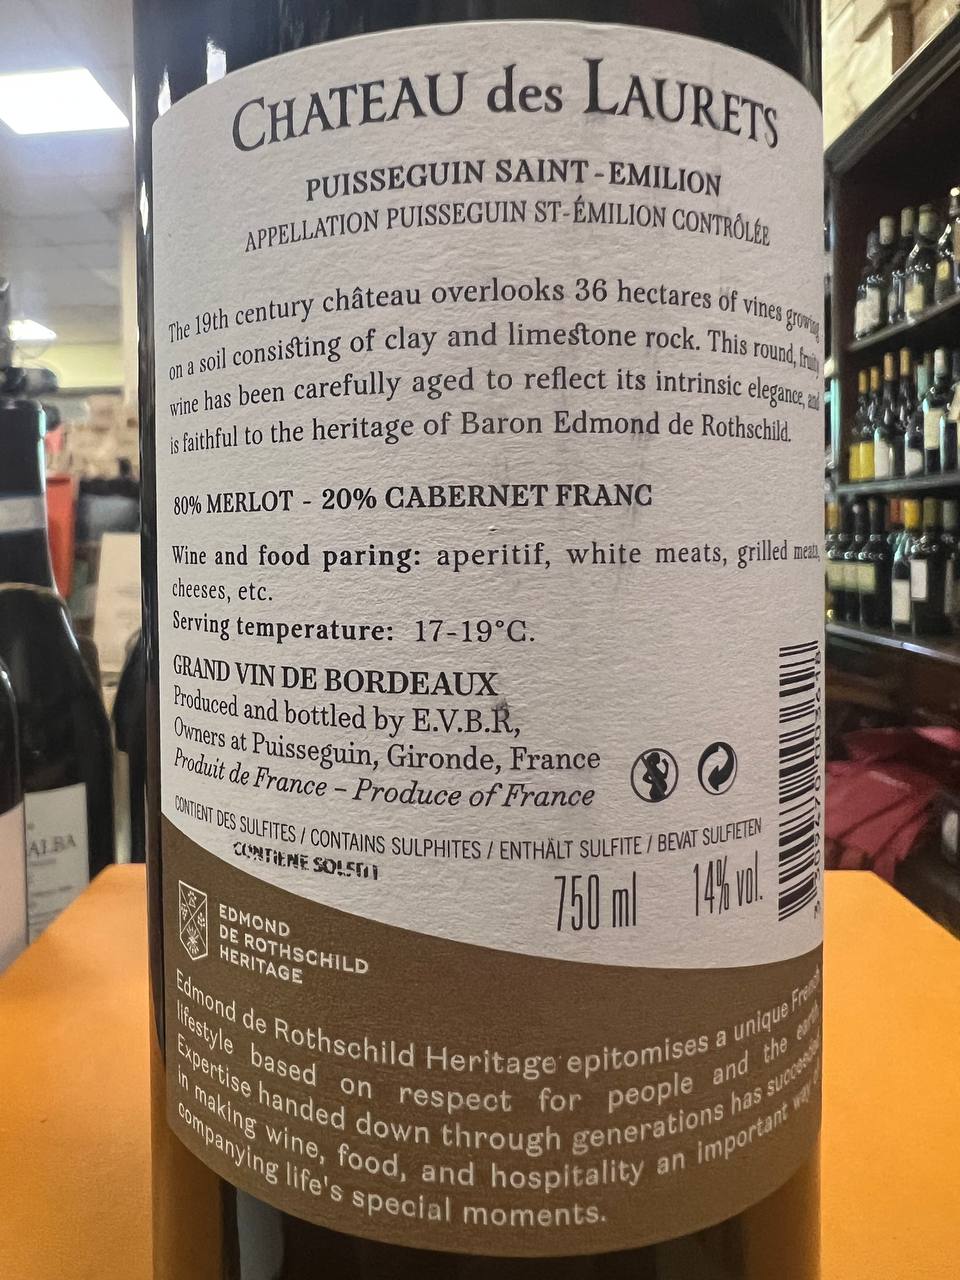 CHATEAU des LAURETS
PUISSEGUIN SAINT-EMILION
APPELLATION PUISSEGUIN ST-ÉMILION CONTRÔLÉE
The 19th century château overlooks 36 hectares of vines growing
on a soil consisting of clay and limestone rock. This round, fruity
wine has been carefully aged to reflect its intrinsic elegance, and
is faithful to the heritage of Baron Edmond de Rothschild.
80% MERLOT - 20% CABERNET FRANC
Wine and food paring: aperitif, white meats, grilled meats,
cheeses, etc.
Serving temperature: 17-19°C.
GRAND VIN DE BORDEAUX
Produced and bottled by E.V.B.R,
Owners at Puisseguin, Gironde, France
Produit de France – Produce of France
CONTIENT DES SULFITES / CONTAINS SULPHITES / ENTHÄLT SULFITE / BEVAT SULFIETEN
CONTIENE SOLFITI
750 ml 14% vol.
EDMOND
DE ROTHSCHILD
HERITAGE
Edmond de Rothschild Heritage epitomises a unique French
lifestyle based on respect for people and the earth.
Expertise handed down through generations has succeeded
in making wine, food, and hospitality an important way
companying life's special moments.
ALBA